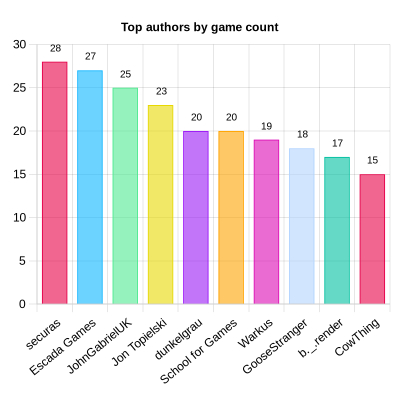 Top authors by game count
30
25
20
15
10
5
0
28
27
25
23
20
20
19
18
17
15
securas
Escada Games
JohnGabrielUK
Jon Topielski
dunkelgrau
School for Games
Warkus
GooseStranger
b._.render
CowThing